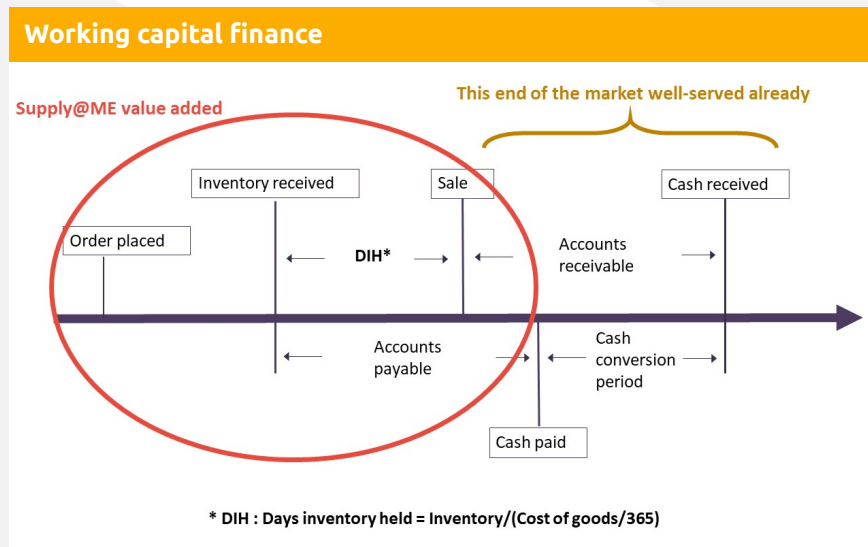 Working capital finance
This end of the market well-served already
Supply@ME value added
Inventory received
Sale
Cash received
Order placed
DIH*
Accounts
receivable
Accounts
payable
Cash
conversion
period
Cash paid
* DIH : Days inventory held = Inventory/(Cost of goods/365)